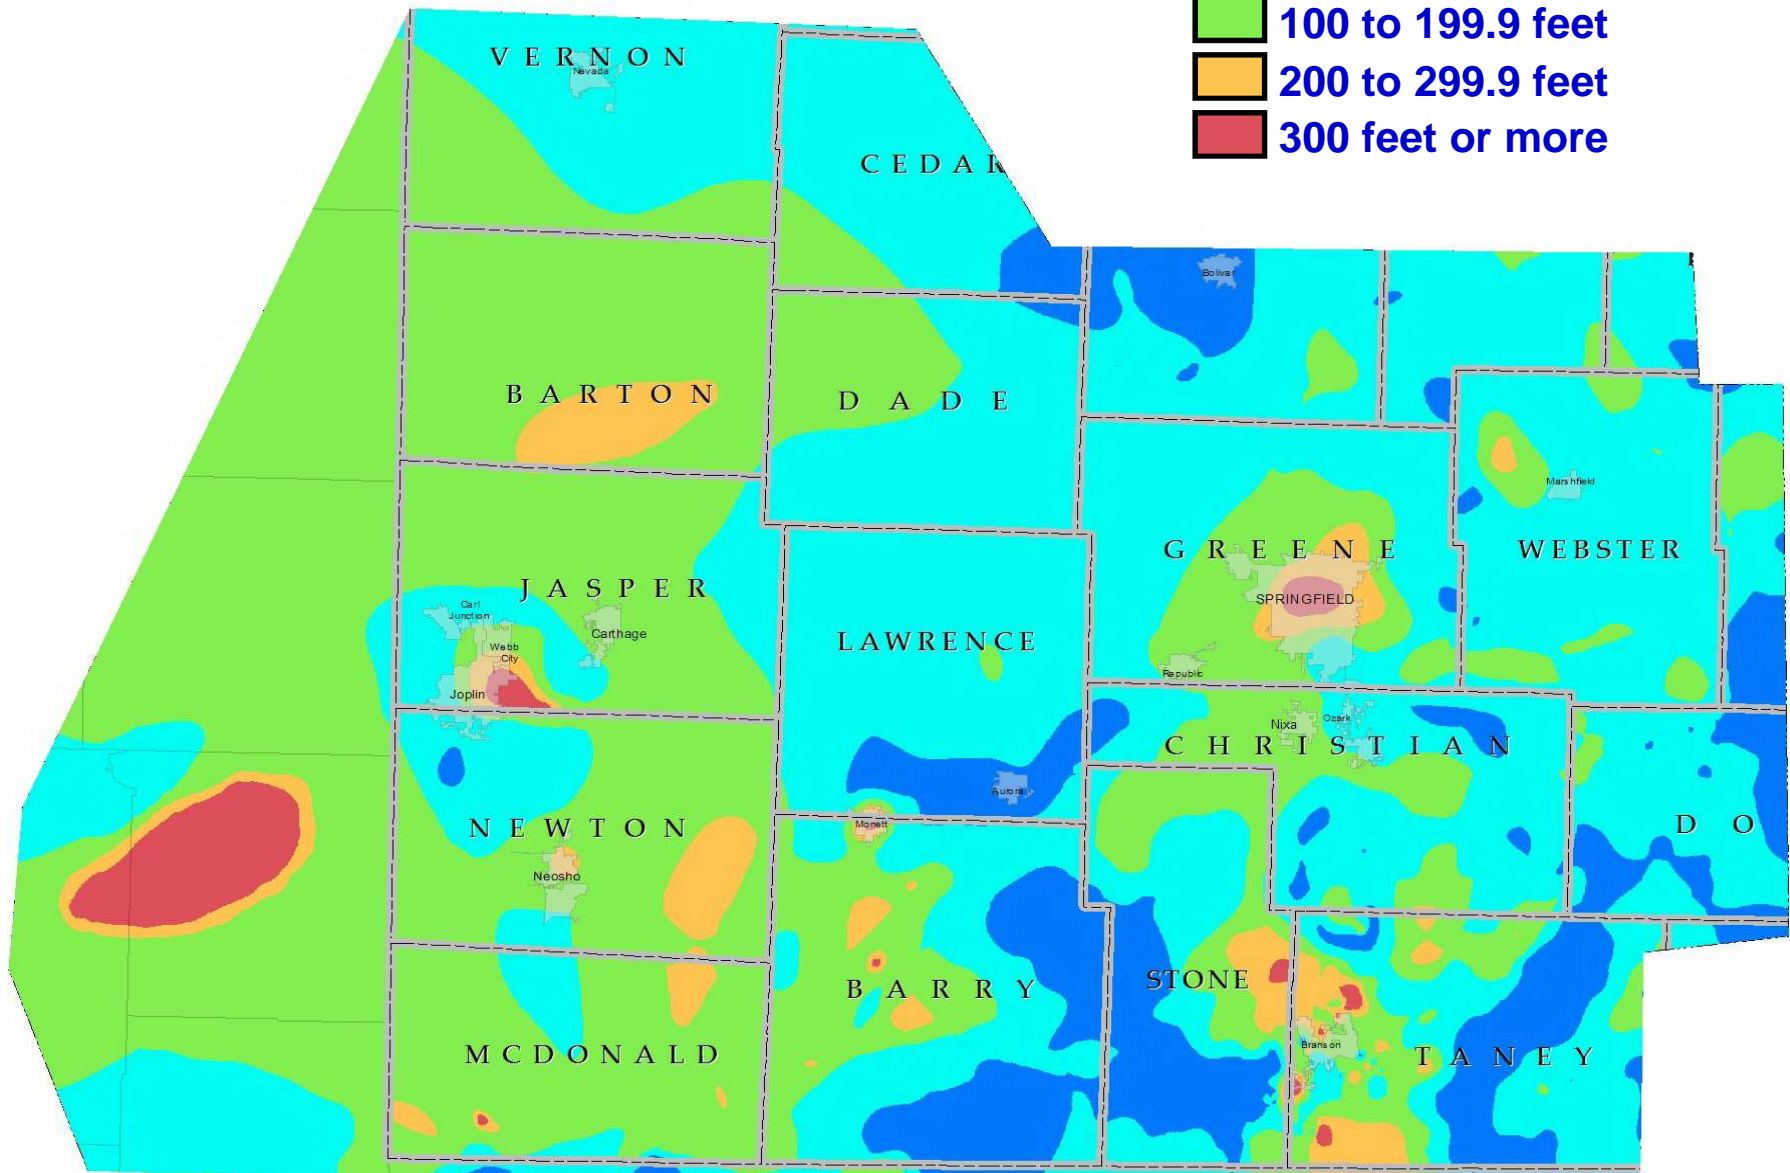 100 to 199.9 feet
200 to 299.9 feet
300 feet or more
VERNON
Nevada
CEDAR
Bolivar
BARTON
DADE
Marshfield
GREENE
WEBSTER
JASPER
SPRINGFIELD
Carl
Junction
Carthage
LAWRENCE
Webb
City
Republic
Joplin
Nixa
Ozark
CHRISTIAN
Aurora
NEWTON
Monett
DO
Neosho
BARRY
STONE
Branson
MCDONALD
TANEY